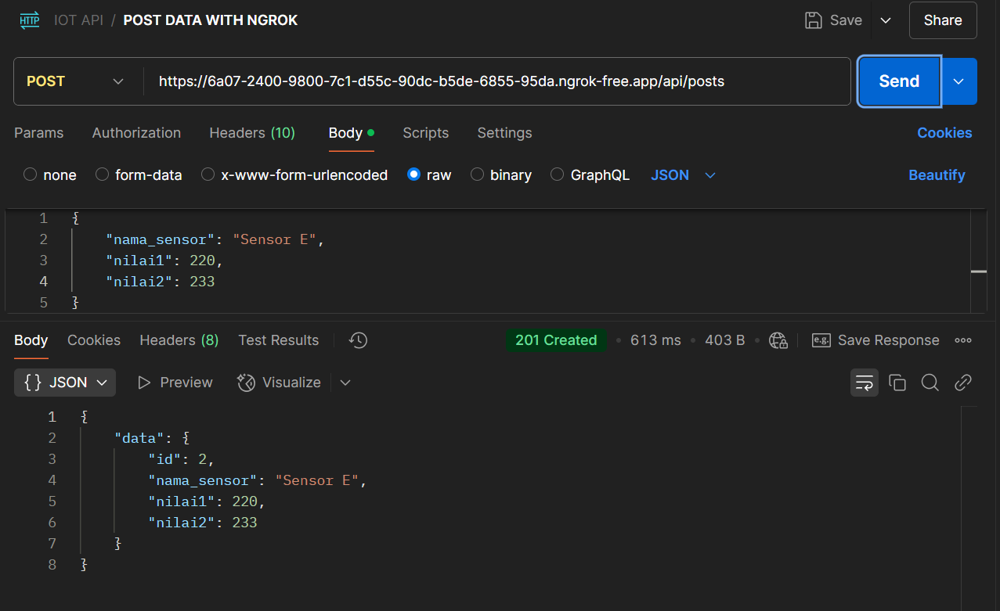 HTTP IOT API / POST DATA WITH NGROK Save Share
POST https://6a07-2400-9800-7c1-d55c-90dc-b5de-6855-95da.ngrok-free.app/api/posts Send
Params Authorization Headers (10) Body Scripts Settings Cookies
none form-data x-www-form-urlencoded raw binary GraphQL JSON Beautify
1 {
2 "nama_sensor": "Sensor E",
3 "nilai1": 220,
4 "nilai2": 233
5 }
Body Cookies Headers (8) Test Results 201 Created • 613 ms • 403 B • e.g. Save Response
{} JSON Preview Visualize
1 {
2 "data": {
3 "id": 2,
4 "nama_sensor": "Sensor E",
5 "nilai1": 220,
6 "nilai2": 233
7 }
8 }